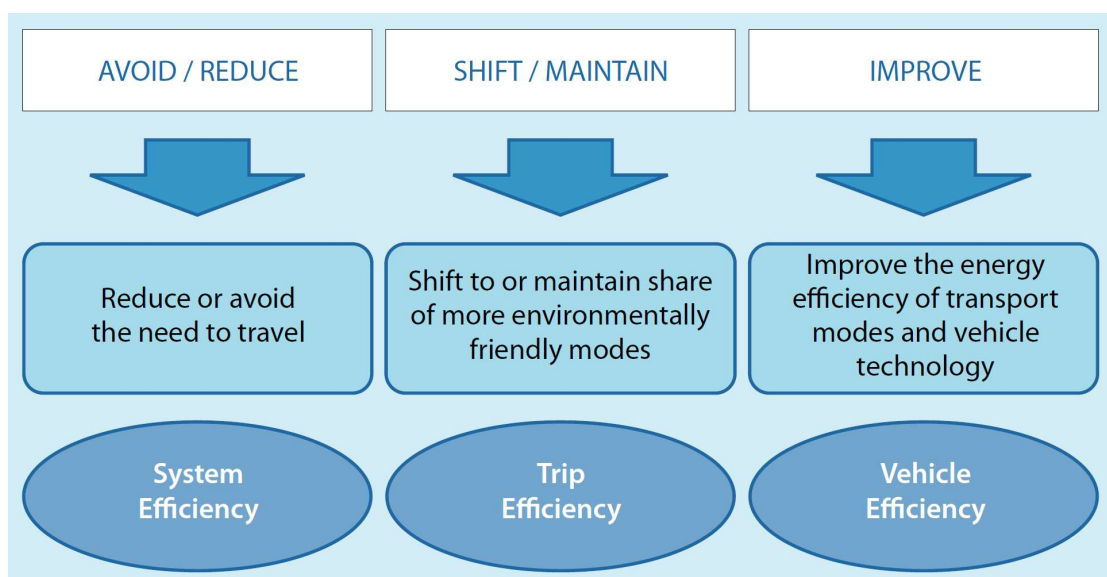 AVOID / REDUCE
SHIFT / MAINTAIN
IMPROVE
Reduce or avoid
the need to travel
Shift to or maintain share
of more environmentally
friendly modes
Improve the energy
efficiency of transport
modes and vehicle
technology
System
Efficiency
Trip
Efficiency
Vehicle
Efficiency